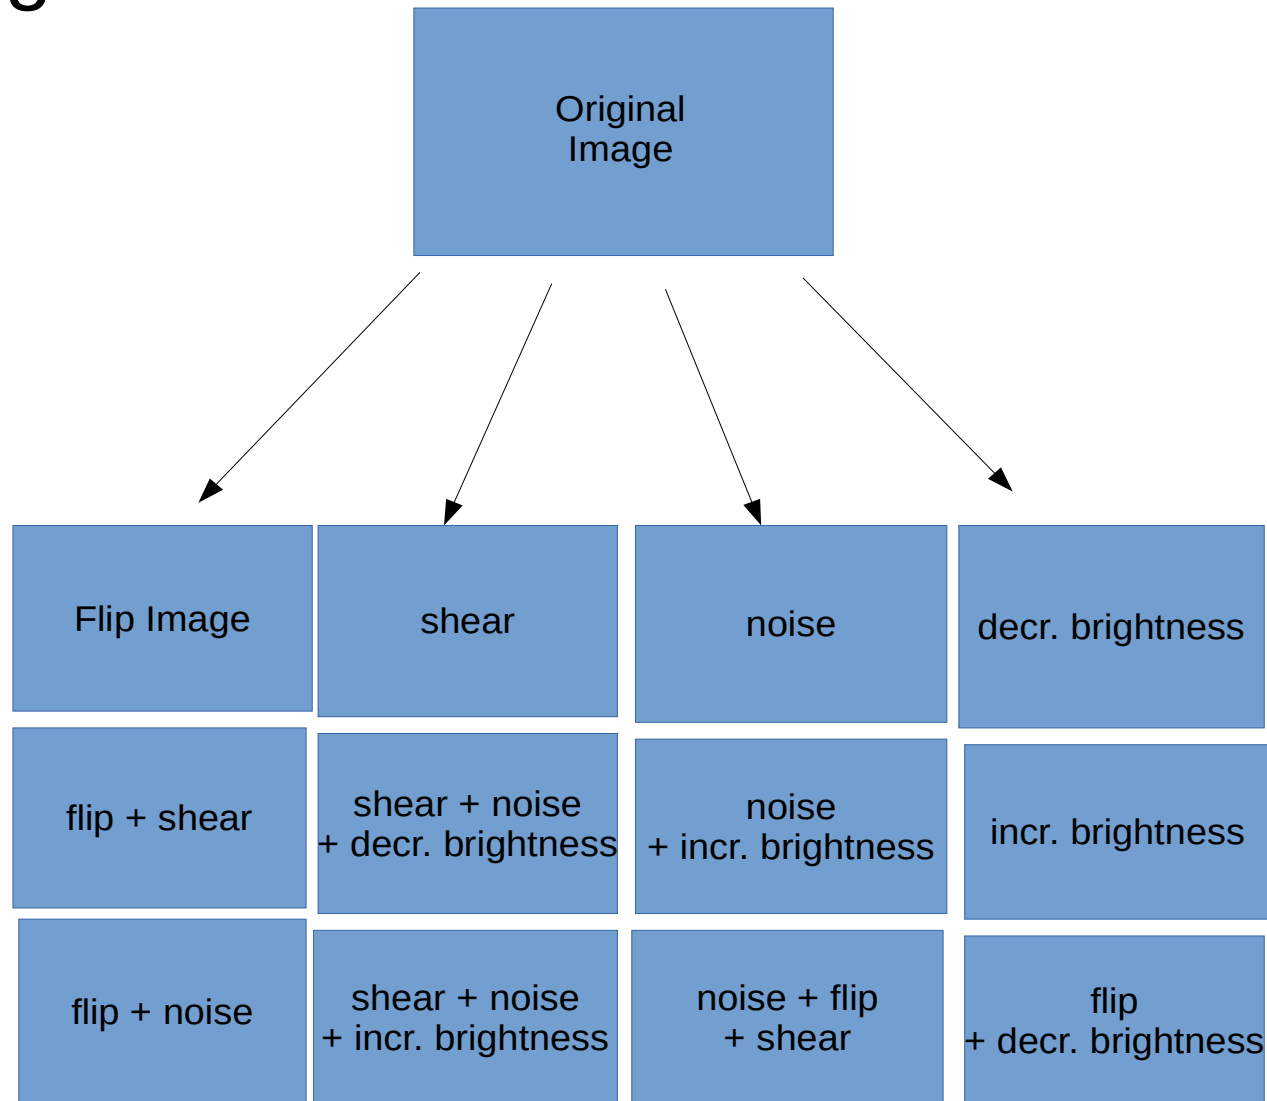 Original
Image
Flip Image
shear
noise
decr. brightness
flip + shear
shear + noise
+ decr. brightness
noise
+ incr. brightness
incr. brightness
flip + noise
shear + noise
+ incr. brightness
noise + flip
+ shear
flip
+ decr. brightness